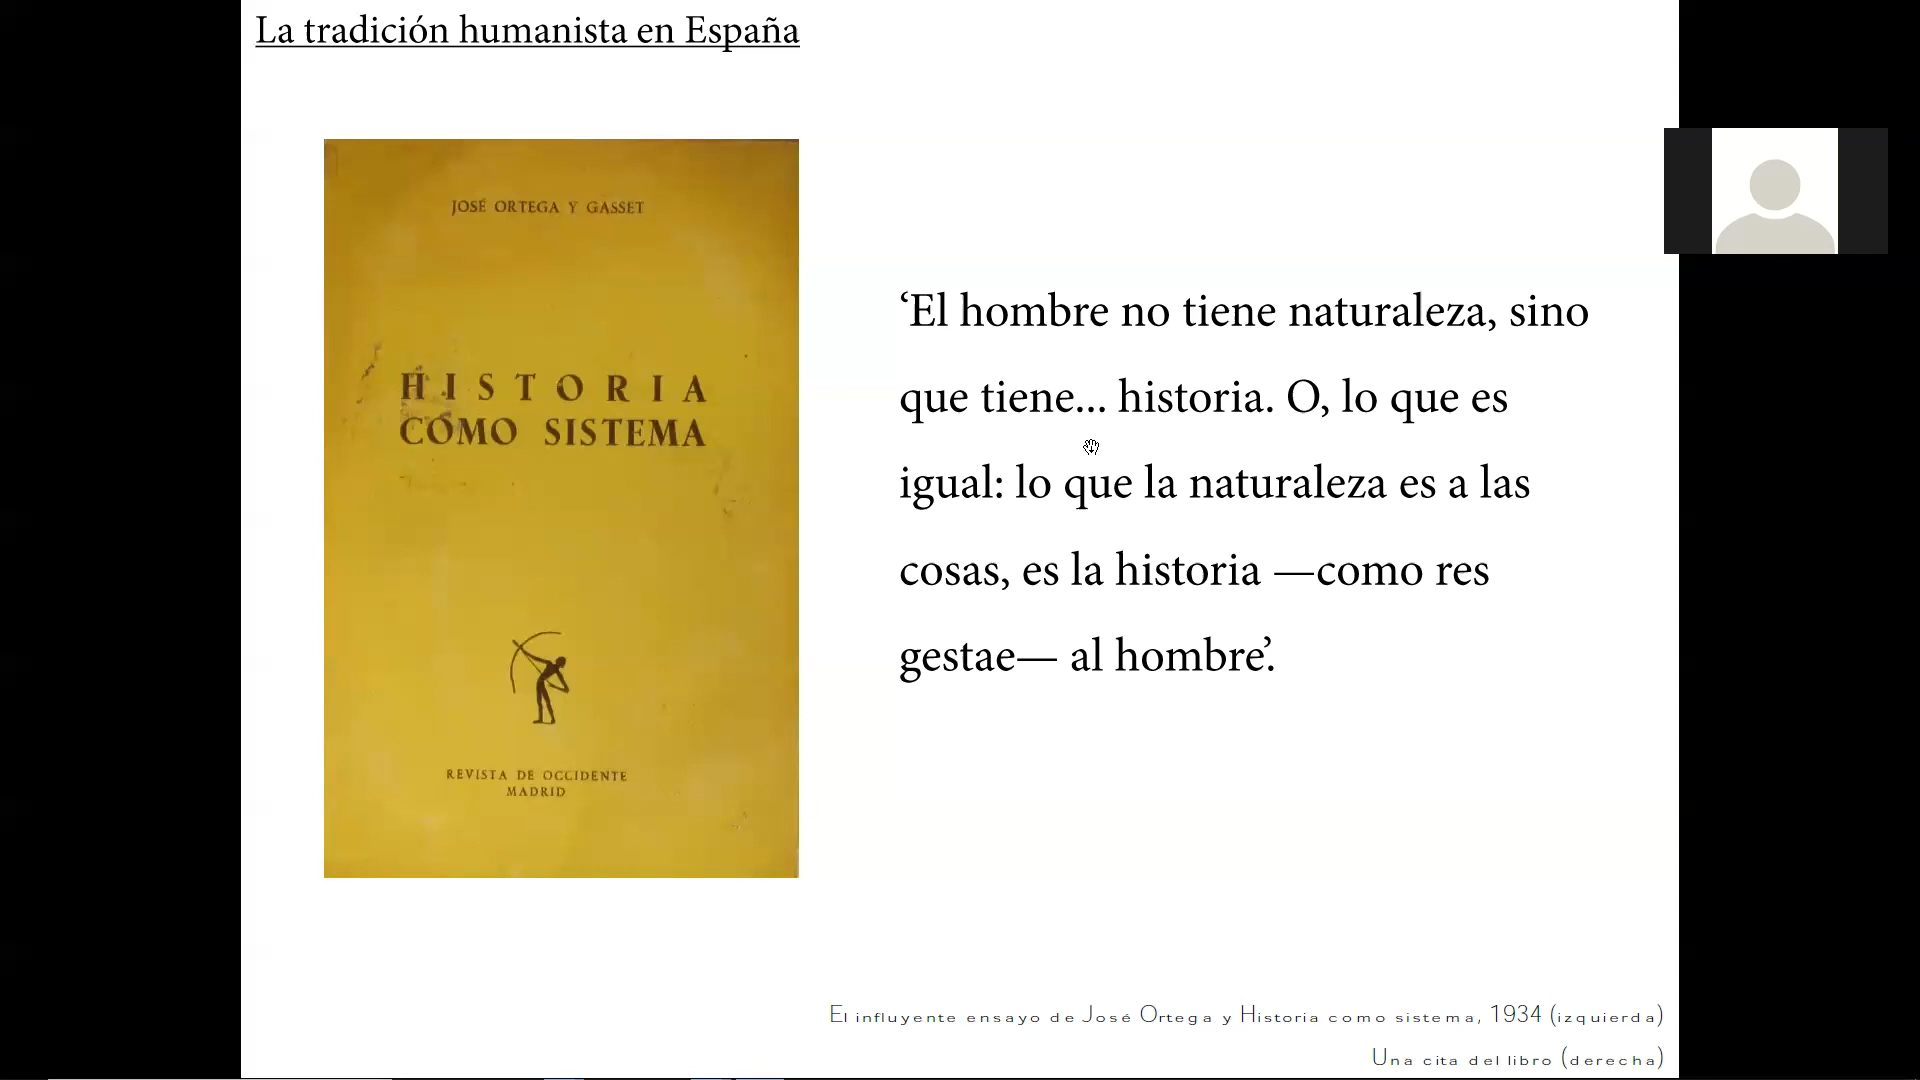 La tradición humanista en España
JOSÉ ORTEGA Y GASSET
HISTORIA
COMO SISTEMA
REVISTA DE OCCIDENTE
MADRID
‘El hombre no tiene naturaleza, sino
que tiene... historia. O, lo que es
igual: lo que la naturaleza es a las
cosas, es la historia —como res
gestae— al hombre’.
El influyente ensayo de José Ortega y Historia como sistema, 1934 (izquierda)
Una cita del libro (derecha)